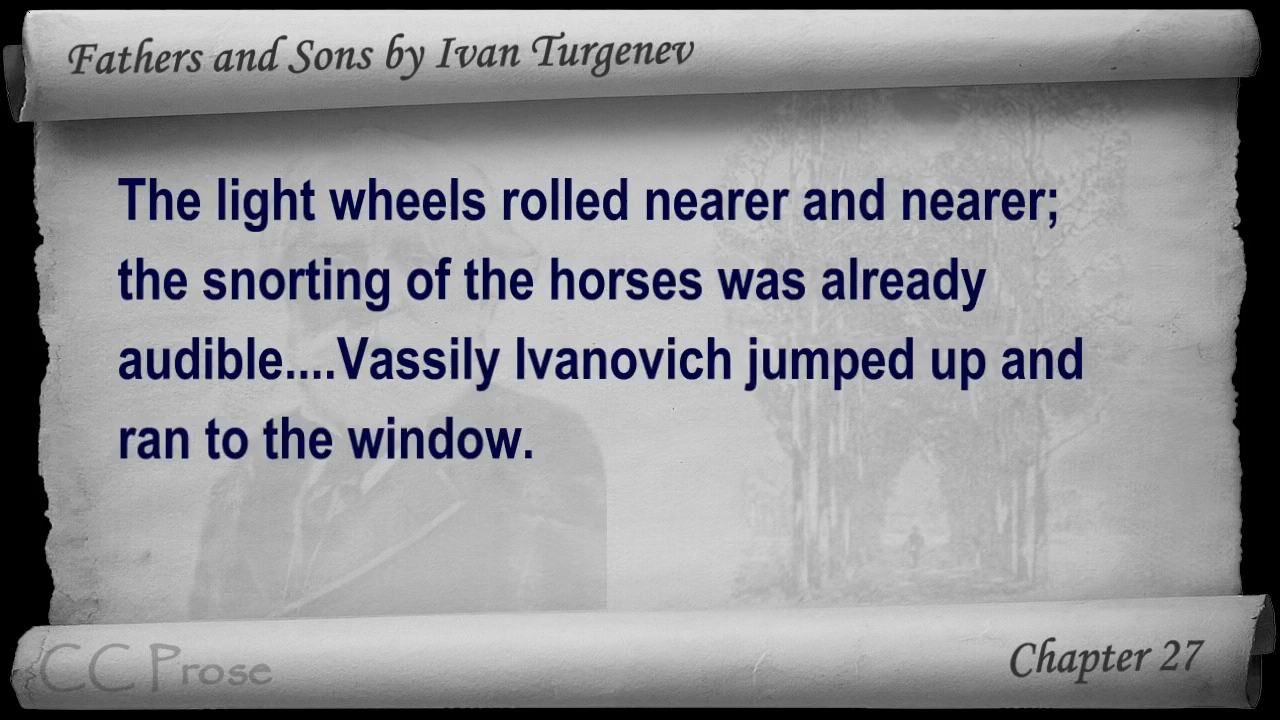 Fathers and Sons by Ivan Turgenev
The light wheels rolled nearer and nearer;
the snorting of the horses was already
audible....Vassily Ivanovich jumped up and
ran to the window.
CC Prose
Chapter 27